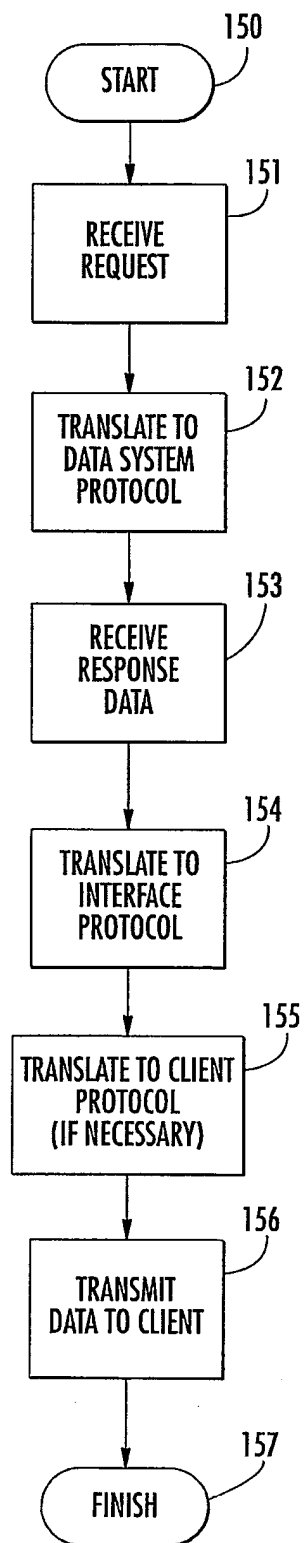 150
START
151
RECEIVE
REQUEST
152
TRANSLATE TO
DATA SYSTEM
PROTOCOL
153
RECEIVE
RESPONSE
DATA
154
TRANSLATE TO
INTERFACE
PROTOCOL
155
TRANSLATE TO CLIENT
PROTOCOL
(IF NECESSARY)
156
TRANSMIT
DATA TO CLIENT
157
FINISH